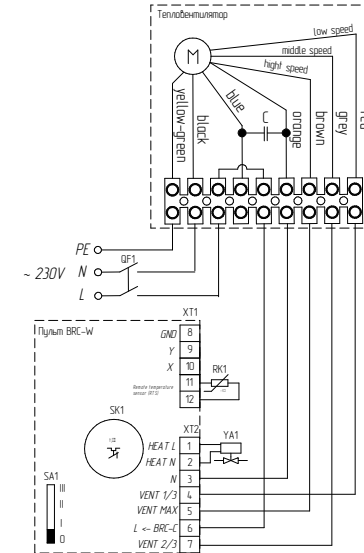 Тепловентилятор
low speed
middle speed
hight speed
M
yellow-green
black
blue
C
orange
brown
grey
red
PE
~ 230V N
QF1
L
Пульт BRC-W
XT1
GND 8
Y 9
X 10
11
Remote temperature
sensor (RTS)
12
RK1
SK1
XT2
YA1
HEAT L 1
HEAT N 2
N 3
VENT 1/3 4
VENT MAX 5
L <- BRC-C 6
VENT 2/3 7
SA1
III
II
I
0